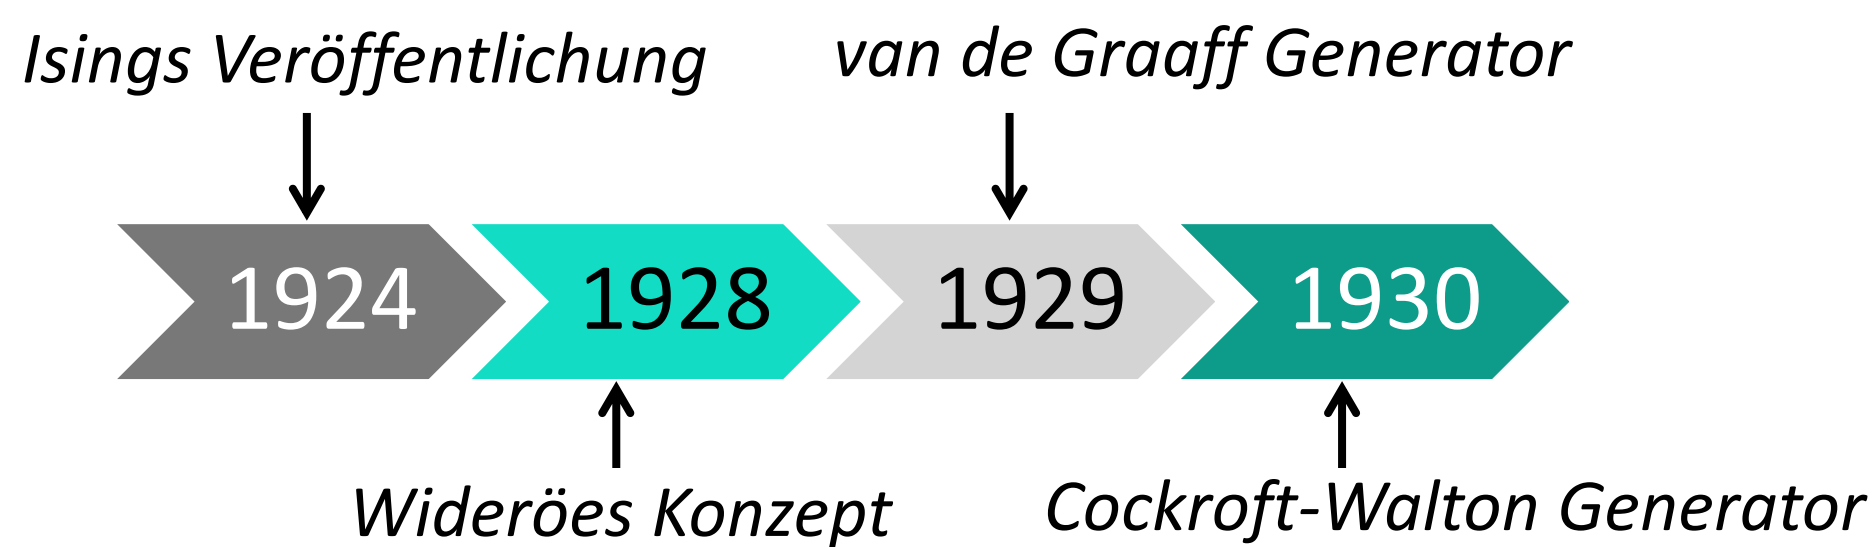 Isings Veröffentlichung
van de Graaff Generator
1924
1928
1929
1930
Wideröes Konzept
Cockroft-Walton Generator